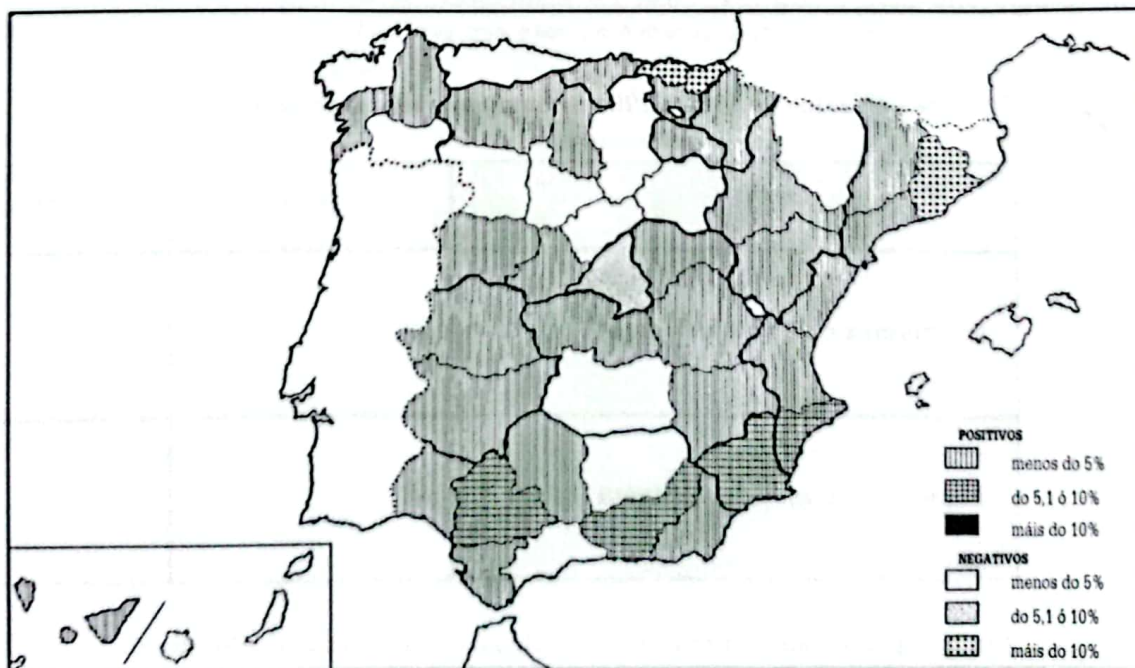 POSITIVOS
menos do 5%
do 5,1 ó 10%
máis do 10%
NEGATIVOS
menos do 5%
do 5,1 ó 10%
máis do 10%